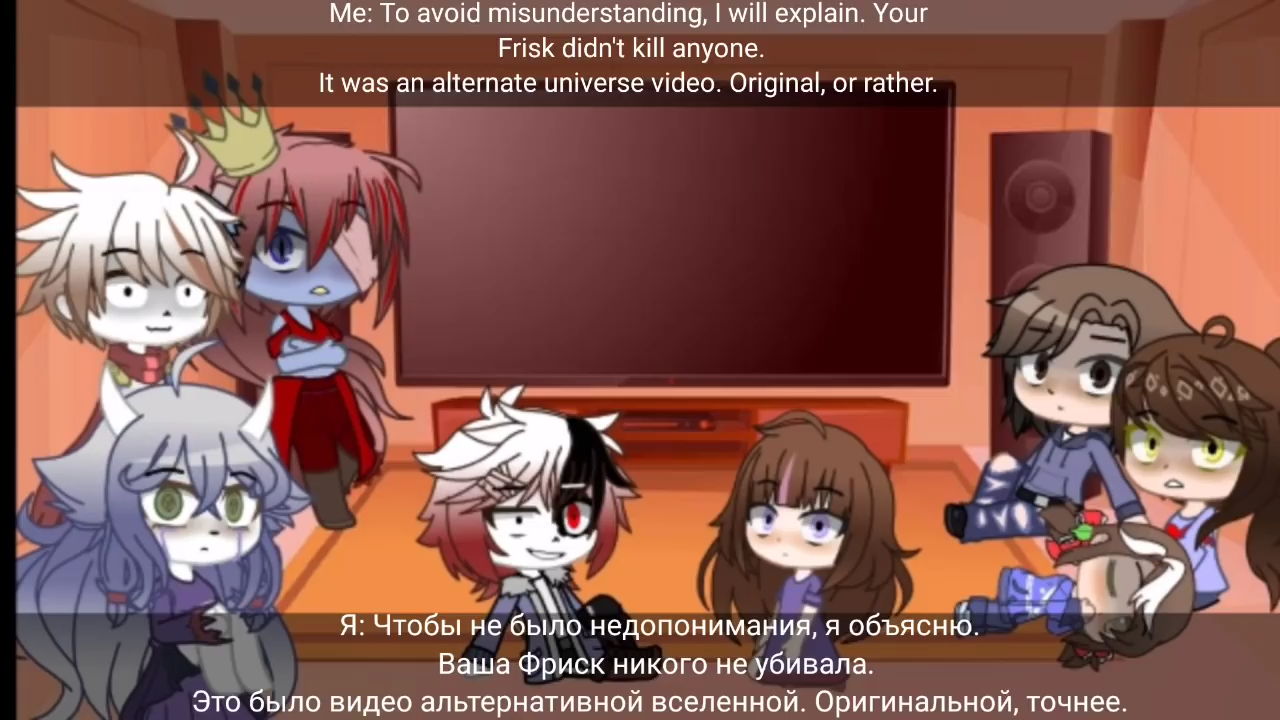 Me: To avoid misunderstanding, I will explain. Your
Frisk didn't kill anyone.
It was an alternate universe video. Original, or rather.
Я: Чтобы не было недопонимания, я объясню.
Ваша Фриск никого не убивала.
Это было видео альтернативной вселенной. Оригинальной, точнее.